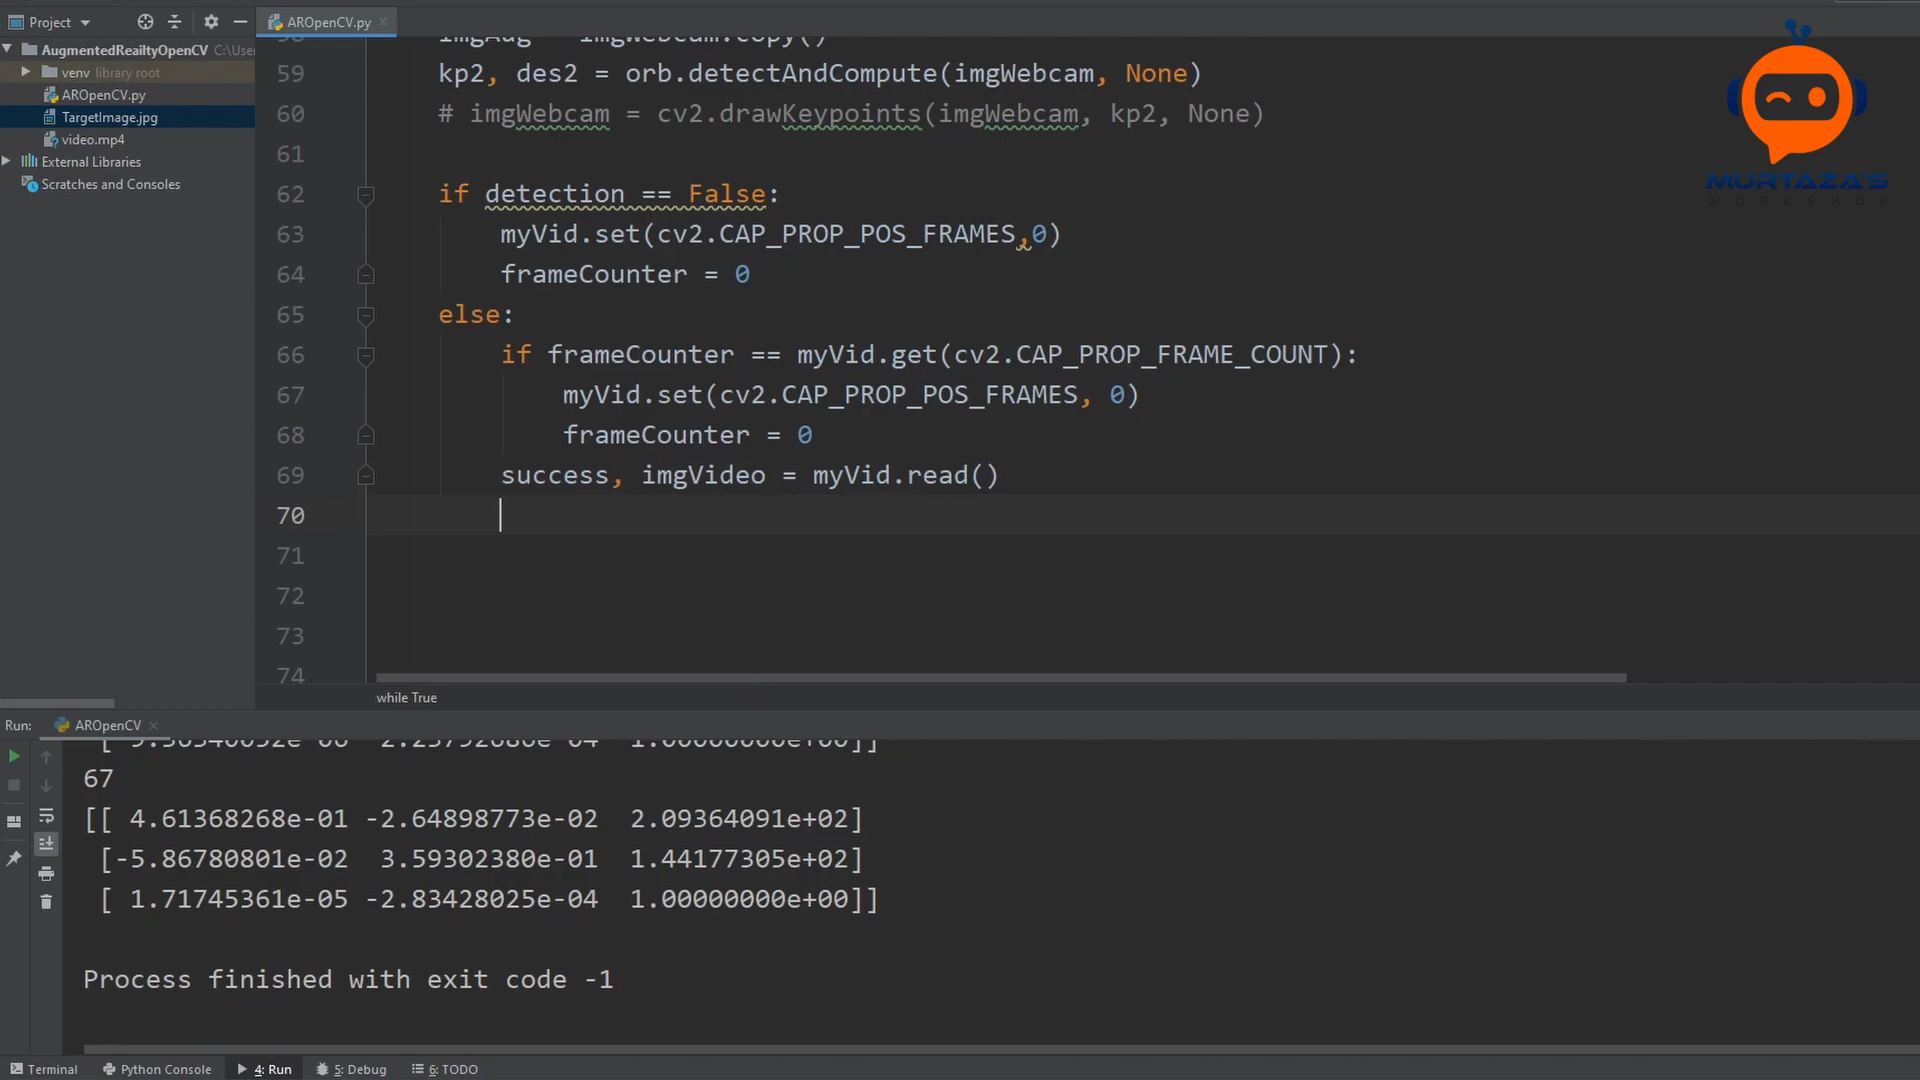 Project
AROpenCV.py
AugmentedReailtyOpenCV C:\Use
venv library root
AROpenCV.py
TargetImage.jpg
video.mp4
External Libraries
Scratches and Consoles
58 imgAug = imgWebcam.copy()
59 kp2, des2 = orb.detectAndCompute(imgWebcam, None)
60 # imgWebcam = cv2.drawKeypoints(imgWebcam, kp2, None)
61
62 if detection == False:
63 myVid.set(cv2.CAP_PROP_POS_FRAMES,0)
64 frameCounter = 0
65 else:
66 if frameCounter == myVid.get(cv2.CAP_PROP_FRAME_COUNT):
67 myVid.set(cv2.CAP_PROP_POS_FRAMES, 0)
68 frameCounter = 0
69 success, imgVideo = myVid.read()
70
71
72
73
74
while True
MURTAZA'S
WORKSHOP
Run: AROpenCV
67
[[ 4.61368268e-01 -2.64898773e-02 2.09364091e+02]
[-5.86780801e-02 3.59302380e-01 1.44177305e+02]
[ 1.71745361e-05 -2.83428025e-04 1.00000000e+00]]
Process finished with exit code -1
Terminal Python Console 4: Run 5: Debug 6: TODO